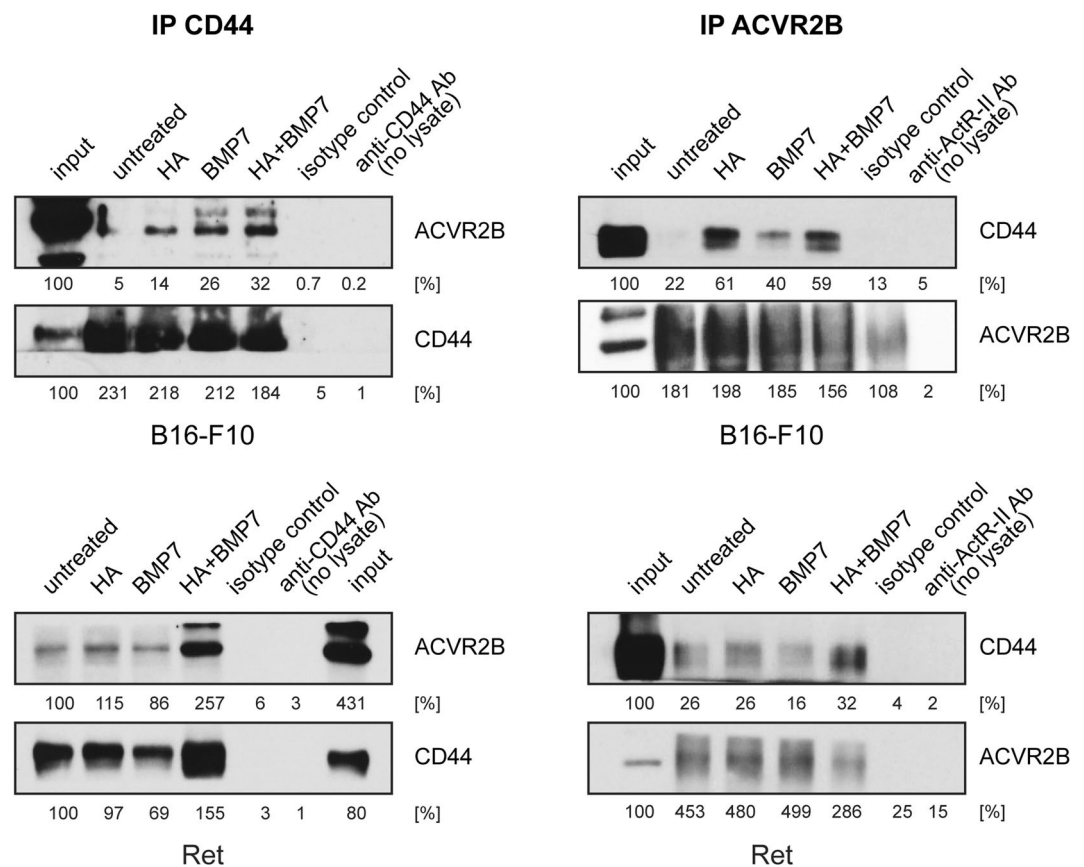 IP CD44
input
untreated
HA
BMP7
HA+BMP7
isotype control
anti-CD44 Ab
(no lysate)
ACVR2B
100 5 14 26 32 0.7 0.2 [%]
CD44
100 231 218 212 184 5 1 [%]
B16-F10
IP ACVR2B
input
untreated
HA
BMP7
HA+BMP7
isotype control
anti-ActR-II Ab
(no lysate)
CD44
100 22 61 40 59 13 5 [%]
ACVR2B
100 181 198 185 156 108 2 [%]
B16-F10
untreated
HA
BMP7
HA+BMP7
isotype control
anti-CD44 Ab
(no lysate)
input
ACVR2B
100 115 86 257 6 3 431 [%]
CD44
100 97 69 155 3 1 80 [%]
Ret
input
untreated
HA
BMP7
HA+BMP7
isotype control
anti-ActR-II Ab
(no lysate)
CD44
100 26 26 16 32 4 2 [%]
ACVR2B
100 453 480 499 286 25 15 [%]
Ret